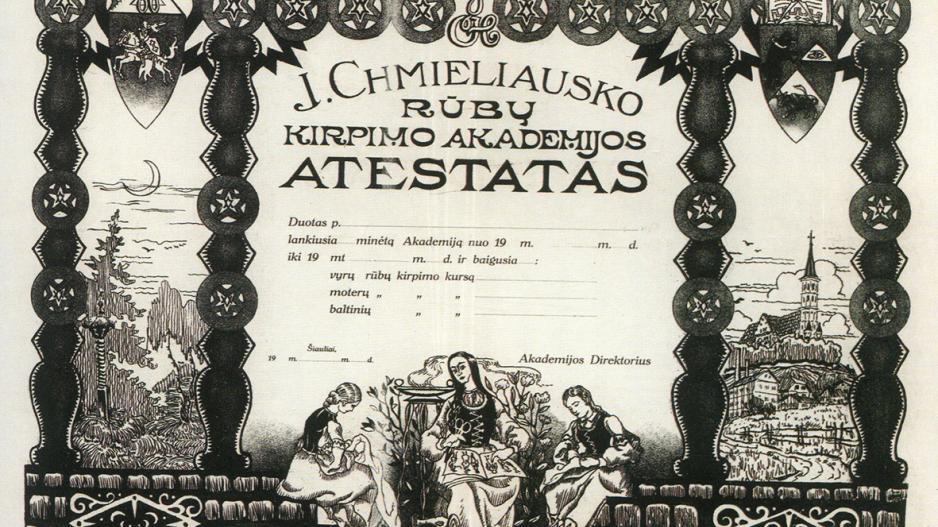 J. CHMIELIAUSKO
RŪBŲ
KIRPIMO AKADEMIJOS
ATESTATAS
Duotas p.
lankiusia minėtą Akademiją nuo 19 m. m. d.
iki 19 mt m. d. ir baigusia :
vyrų rūbų kirpimo kursą
moterų „ „ „
baltinių „ „
Šiauliai,
19 m. m. d.
Akademijos Direktorius